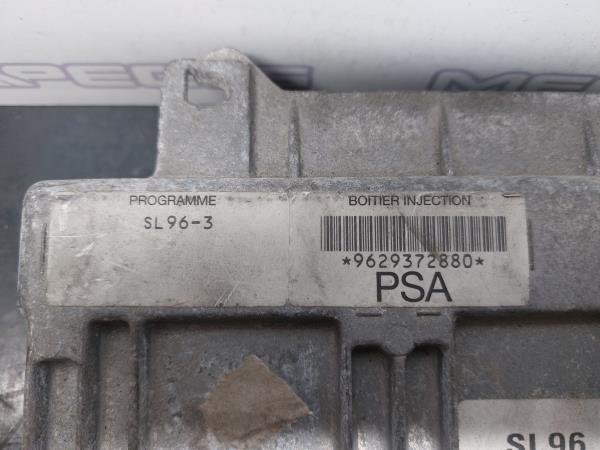 PROGRAMME
SL96-3
BOITIER INJECTION
*9629372880*
PSA
SL96